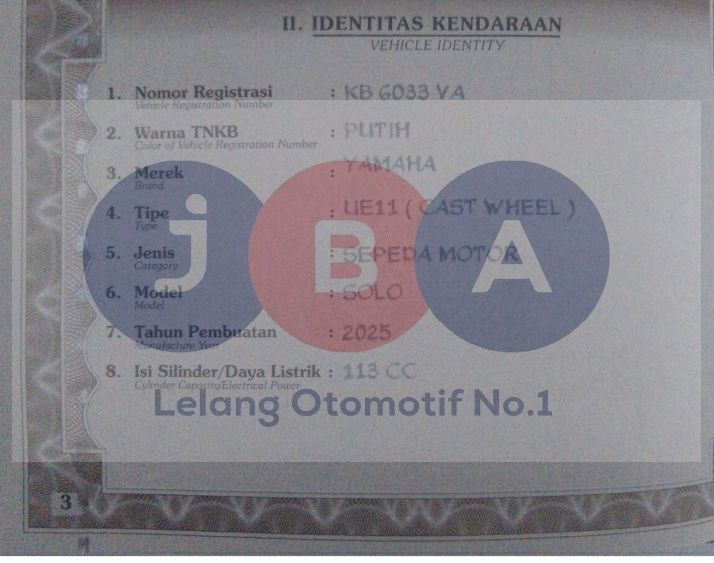 II. IDENTITAS KENDARAAN
VEHICLE IDENTITY
1. Nomor Registrasi : KB 6033 VA
Vehicle Registration Number
2. Warna TNKB : PUTIH
Color of Vehicle Registration Number
3. Merek : YAMAHA
Brand
4. Tipe : UE11 ( CAST WHEEL )
Type
5. Jenis : SEPEDA MOTOR
Category
6. Model : SOLO
Model
7. Tahun Pembuatan : 2025
Manufacture Year
8. Isi Silinder/Daya Listrik : 113 CC
Cylinder Capacity/Electrical Power
JBA
Lelang Otomotif No.1
3